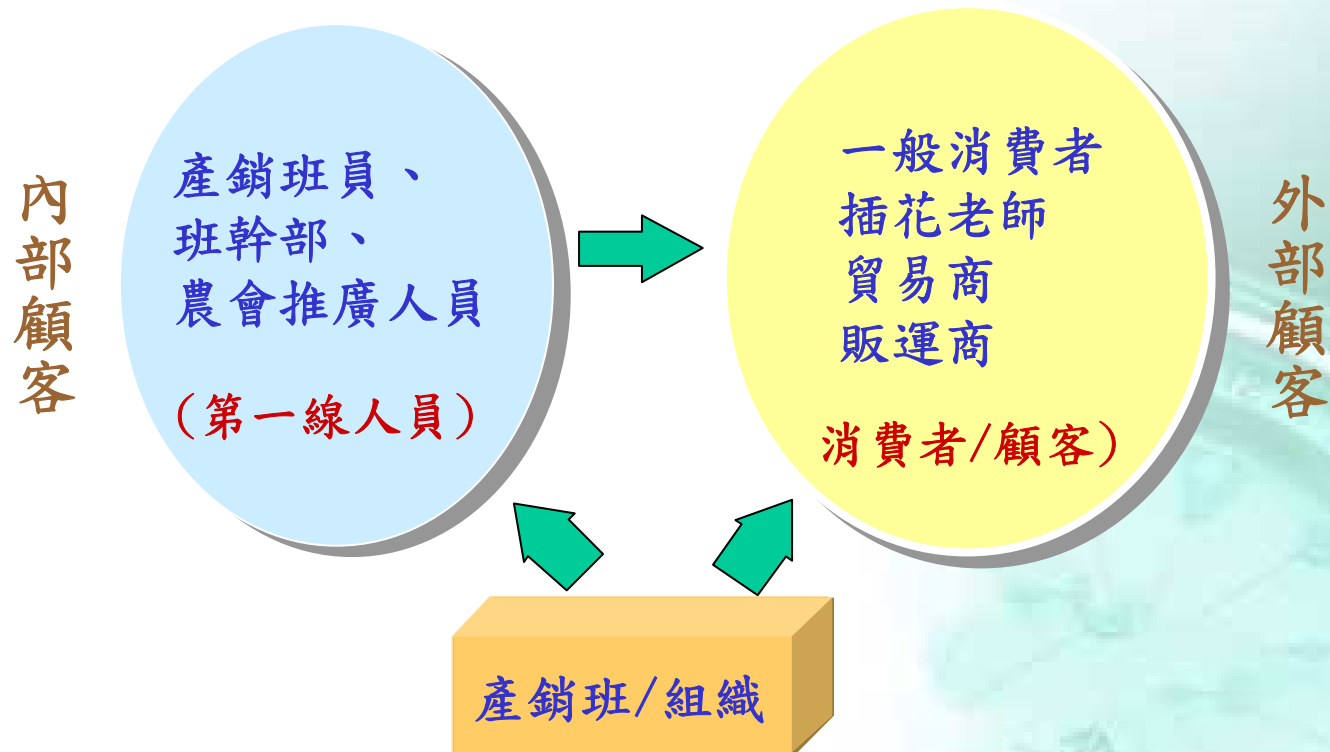 內部顧客
產銷班員、
班幹部、
農會推廣人員
(第一線人員)
一般消費者
插花老師
貿易商
販運商
消費者/顧客)
外部顧客
產銷班/組織